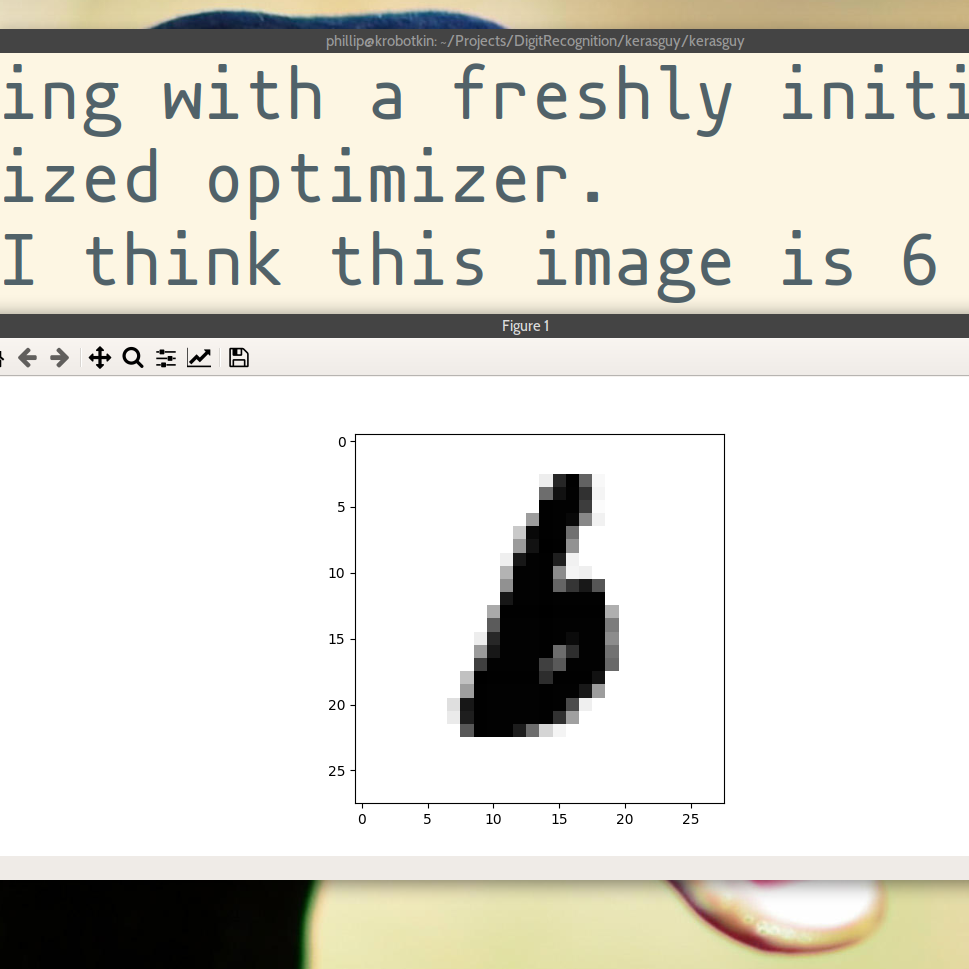 phillip@krobotkin: ~/Projects/DigitRecognition/kerasguy/kerasguy
ing with a freshly initi
ized optimizer.
I think this image is 6
Figure 1
0
5
10
15
20
25
0 5 10 15 20 25